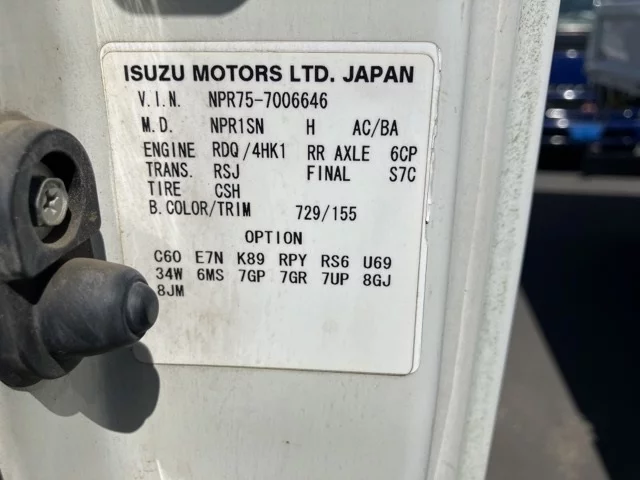 ISUZU MOTORS LTD. JAPAN
V.I.N. NPR75-7006646
M.D. NPR1SN H AC/BA
ENGINE RDQ/4HK1 RR AXLE 6CP
TRANS. RSJ FINAL S7C
TIRE CSH
B.COLOR/TRIM 729/155
OPTION
C60 E7N K89 RPY RS6 U69
34W 6MS 7GP 7GR 7UP 8GJ
8JM